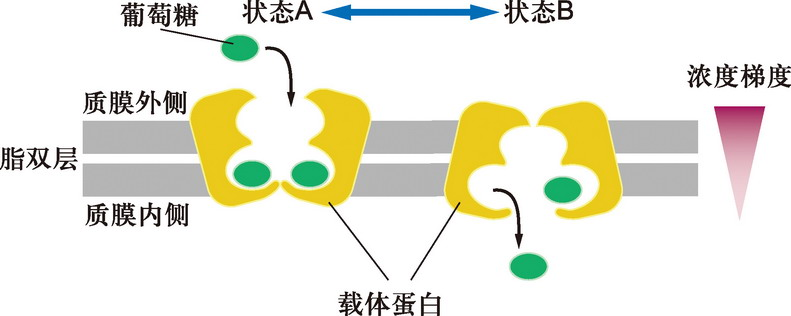 葡萄糖
状态A
状态B
浓度梯度
质膜外侧
脂双层
质膜内侧
载体蛋白